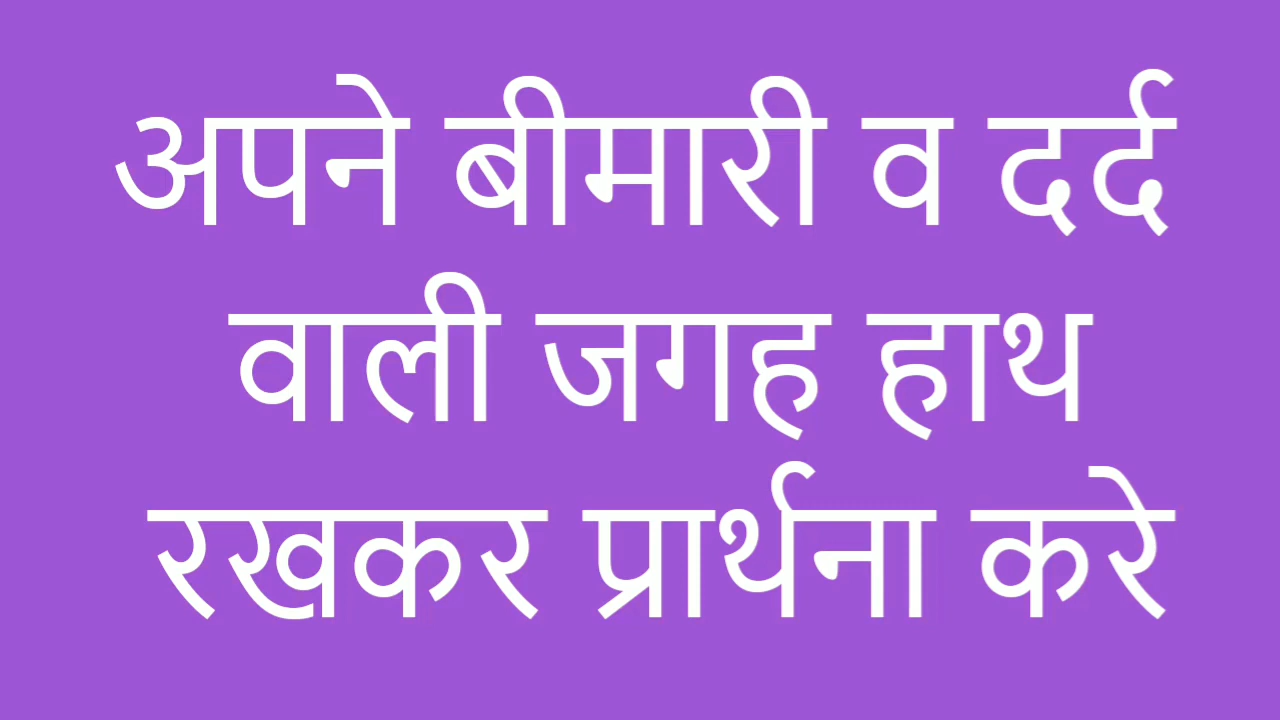 अपने बीमारी व दर्द
वाली जगह हाथ
रखकर प्रार्थना करे